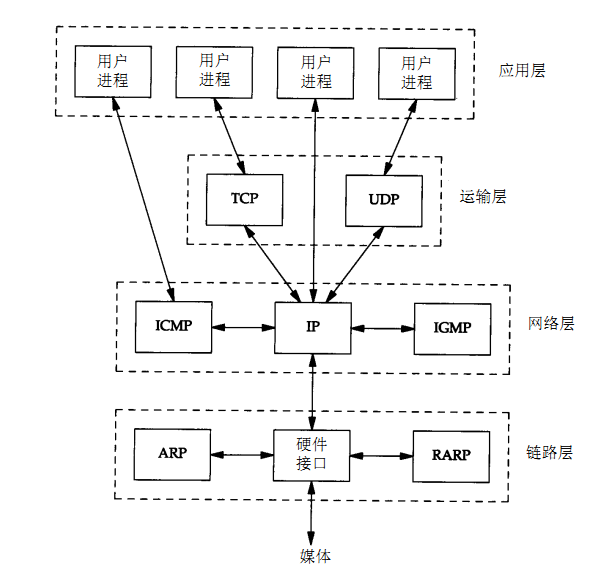 用户 用户 用户 用户
进程 进程 进程 进程
应用层
TCP UDP
运输层
ICMP IP IGMP
网络层
ARP
硬件
接口
RARP
链路层
媒体